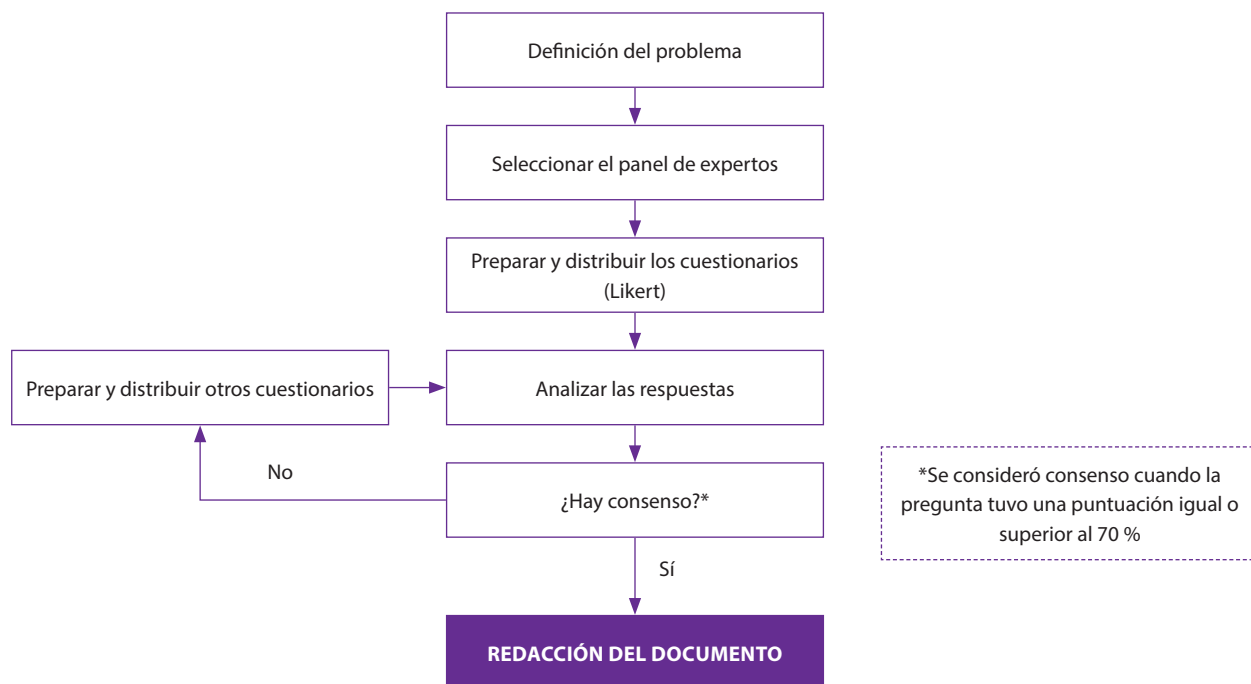 Definición del problema
Seleccionar el panel de expertos
Preparar y distribuir los cuestionarios
(Likert)
Preparar y distribuir otros cuestionarios
Analizar las respuestas
No
¿Hay consenso?*
*Se consideró consenso cuando la
pregunta tuvo una puntuación igual o
superior al 70 %
Sí
REDACCIÓN DEL DOCUMENTO